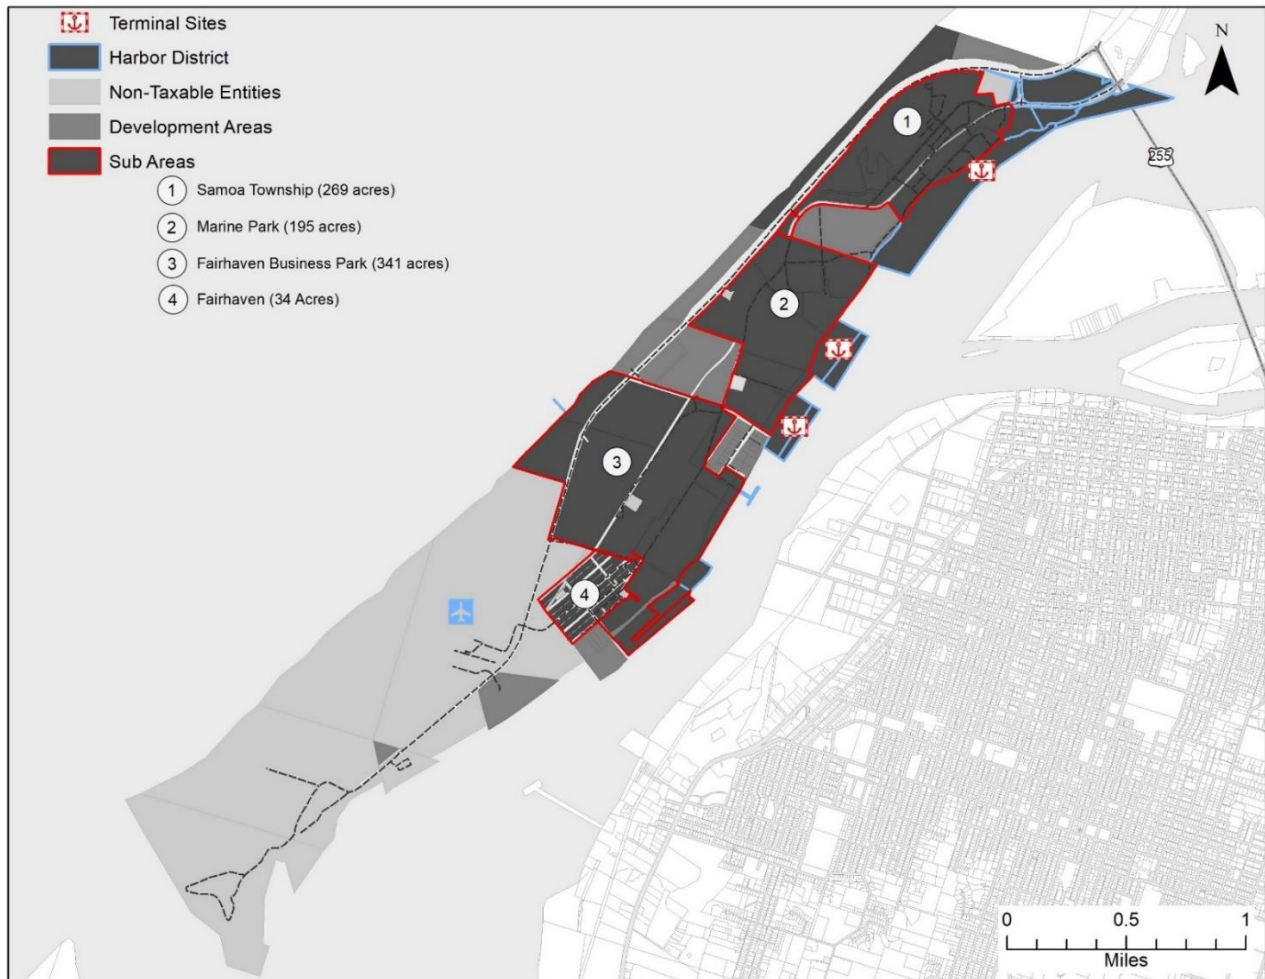 Terminal Sites
Harbor District
Non-Taxable Entities
Development Areas
Sub Areas
1 Samoa Township (269 acres)
2 Marine Park (195 acres)
3 Fairhaven Business Park (341 acres)
4 Fairhaven (34 Acres)
N
1
255
2
3
4
0 0.5 1
Miles